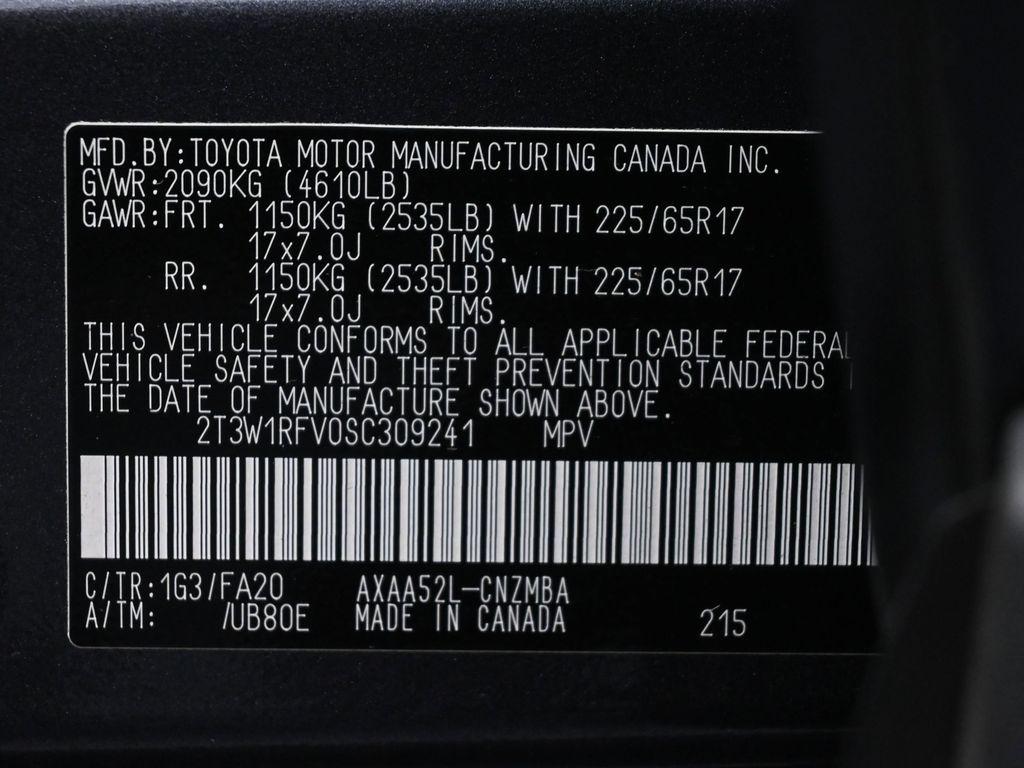 MFD.BY:TOYOTA MOTOR MANUFACTURING CANADA INC.
GVWR:2090KG (4610LB)
GAWR:FRT. 1150KG (2535LB) WITH 225/65R17
17x7.0J RIMS.
RR. 1150KG (2535LB) WITH 225/65R17
17x7.0J RIMS.
THIS VEHICLE CONFORMS TO ALL APPLICABLE FEDERAL
VEHICLE SAFETY AND THEFT PREVENTION STANDARDS
THE DATE OF MANUFACTURE SHOWN ABOVE.
2T3W1RFV0SC309241 MPV
C/TR:1G3/FA20 AXAA52L-CNZMBA
A/TM: /UB80E MADE IN CANADA 215